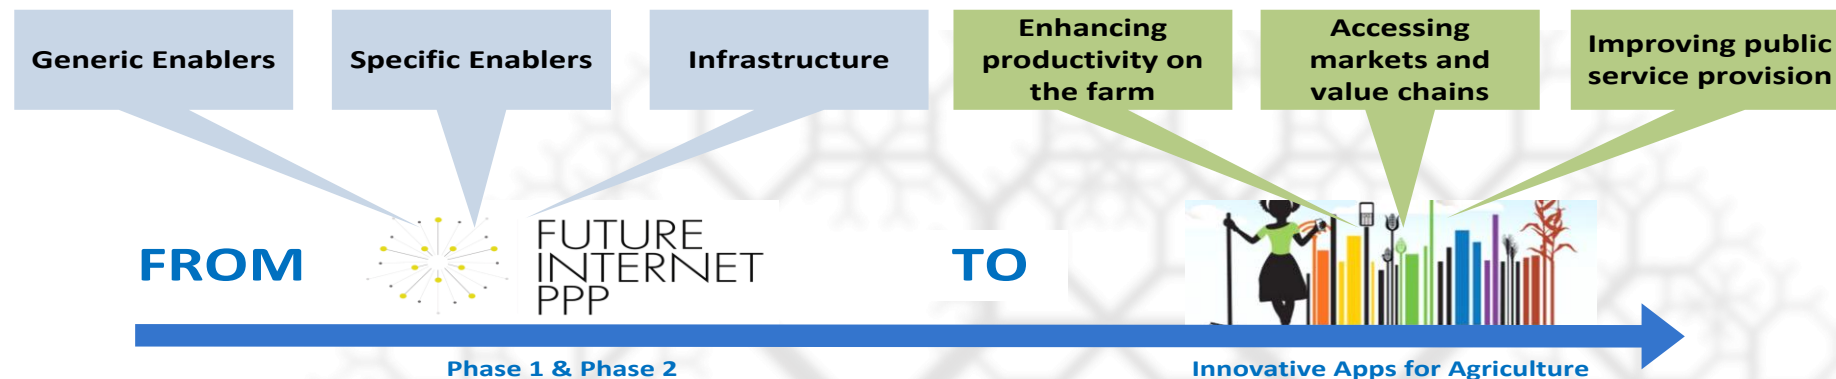 Generic Enablers
Specific Enablers
Infrastructure
Enhancing
productivity on
the farm
Accessing
markets and
value chains
Improving public
service provision
FROM
FUTURE
INTERNET
PPP
TO
Phase 1 & Phase 2
Innovative Apps for Agriculture